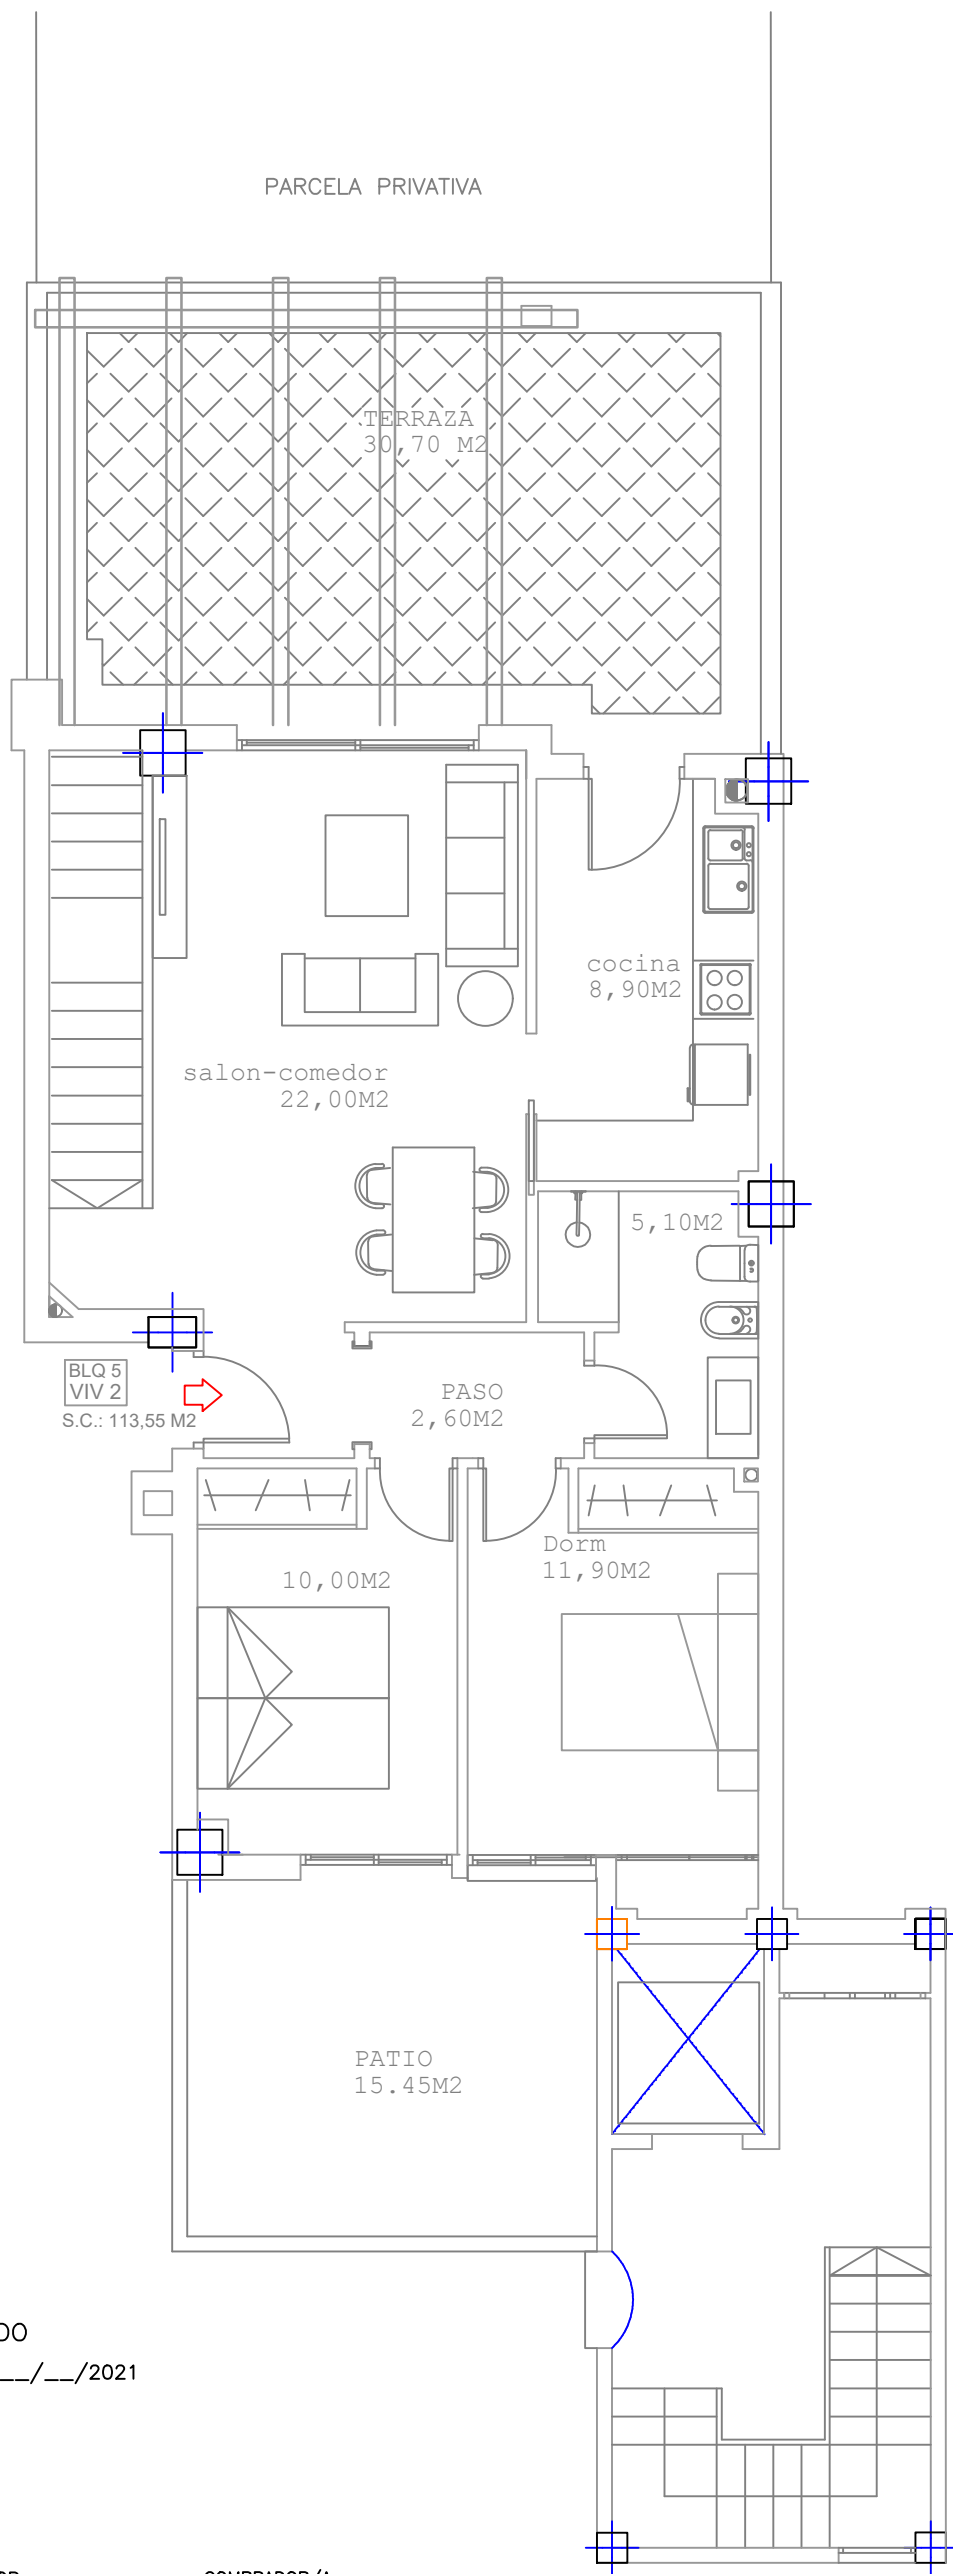 PARCELA PRIVATIVA
TERRAZA
30,70 M2
cocina
8,90M2
salon-comedor
22,00M2
5,10M2
BLQ 5
VIV 2
S.C.: 113,55 M2
PASO
2,60M2
Dorm
11,90M2
10,00M2
PATIO
15.45M2
__/__/2021